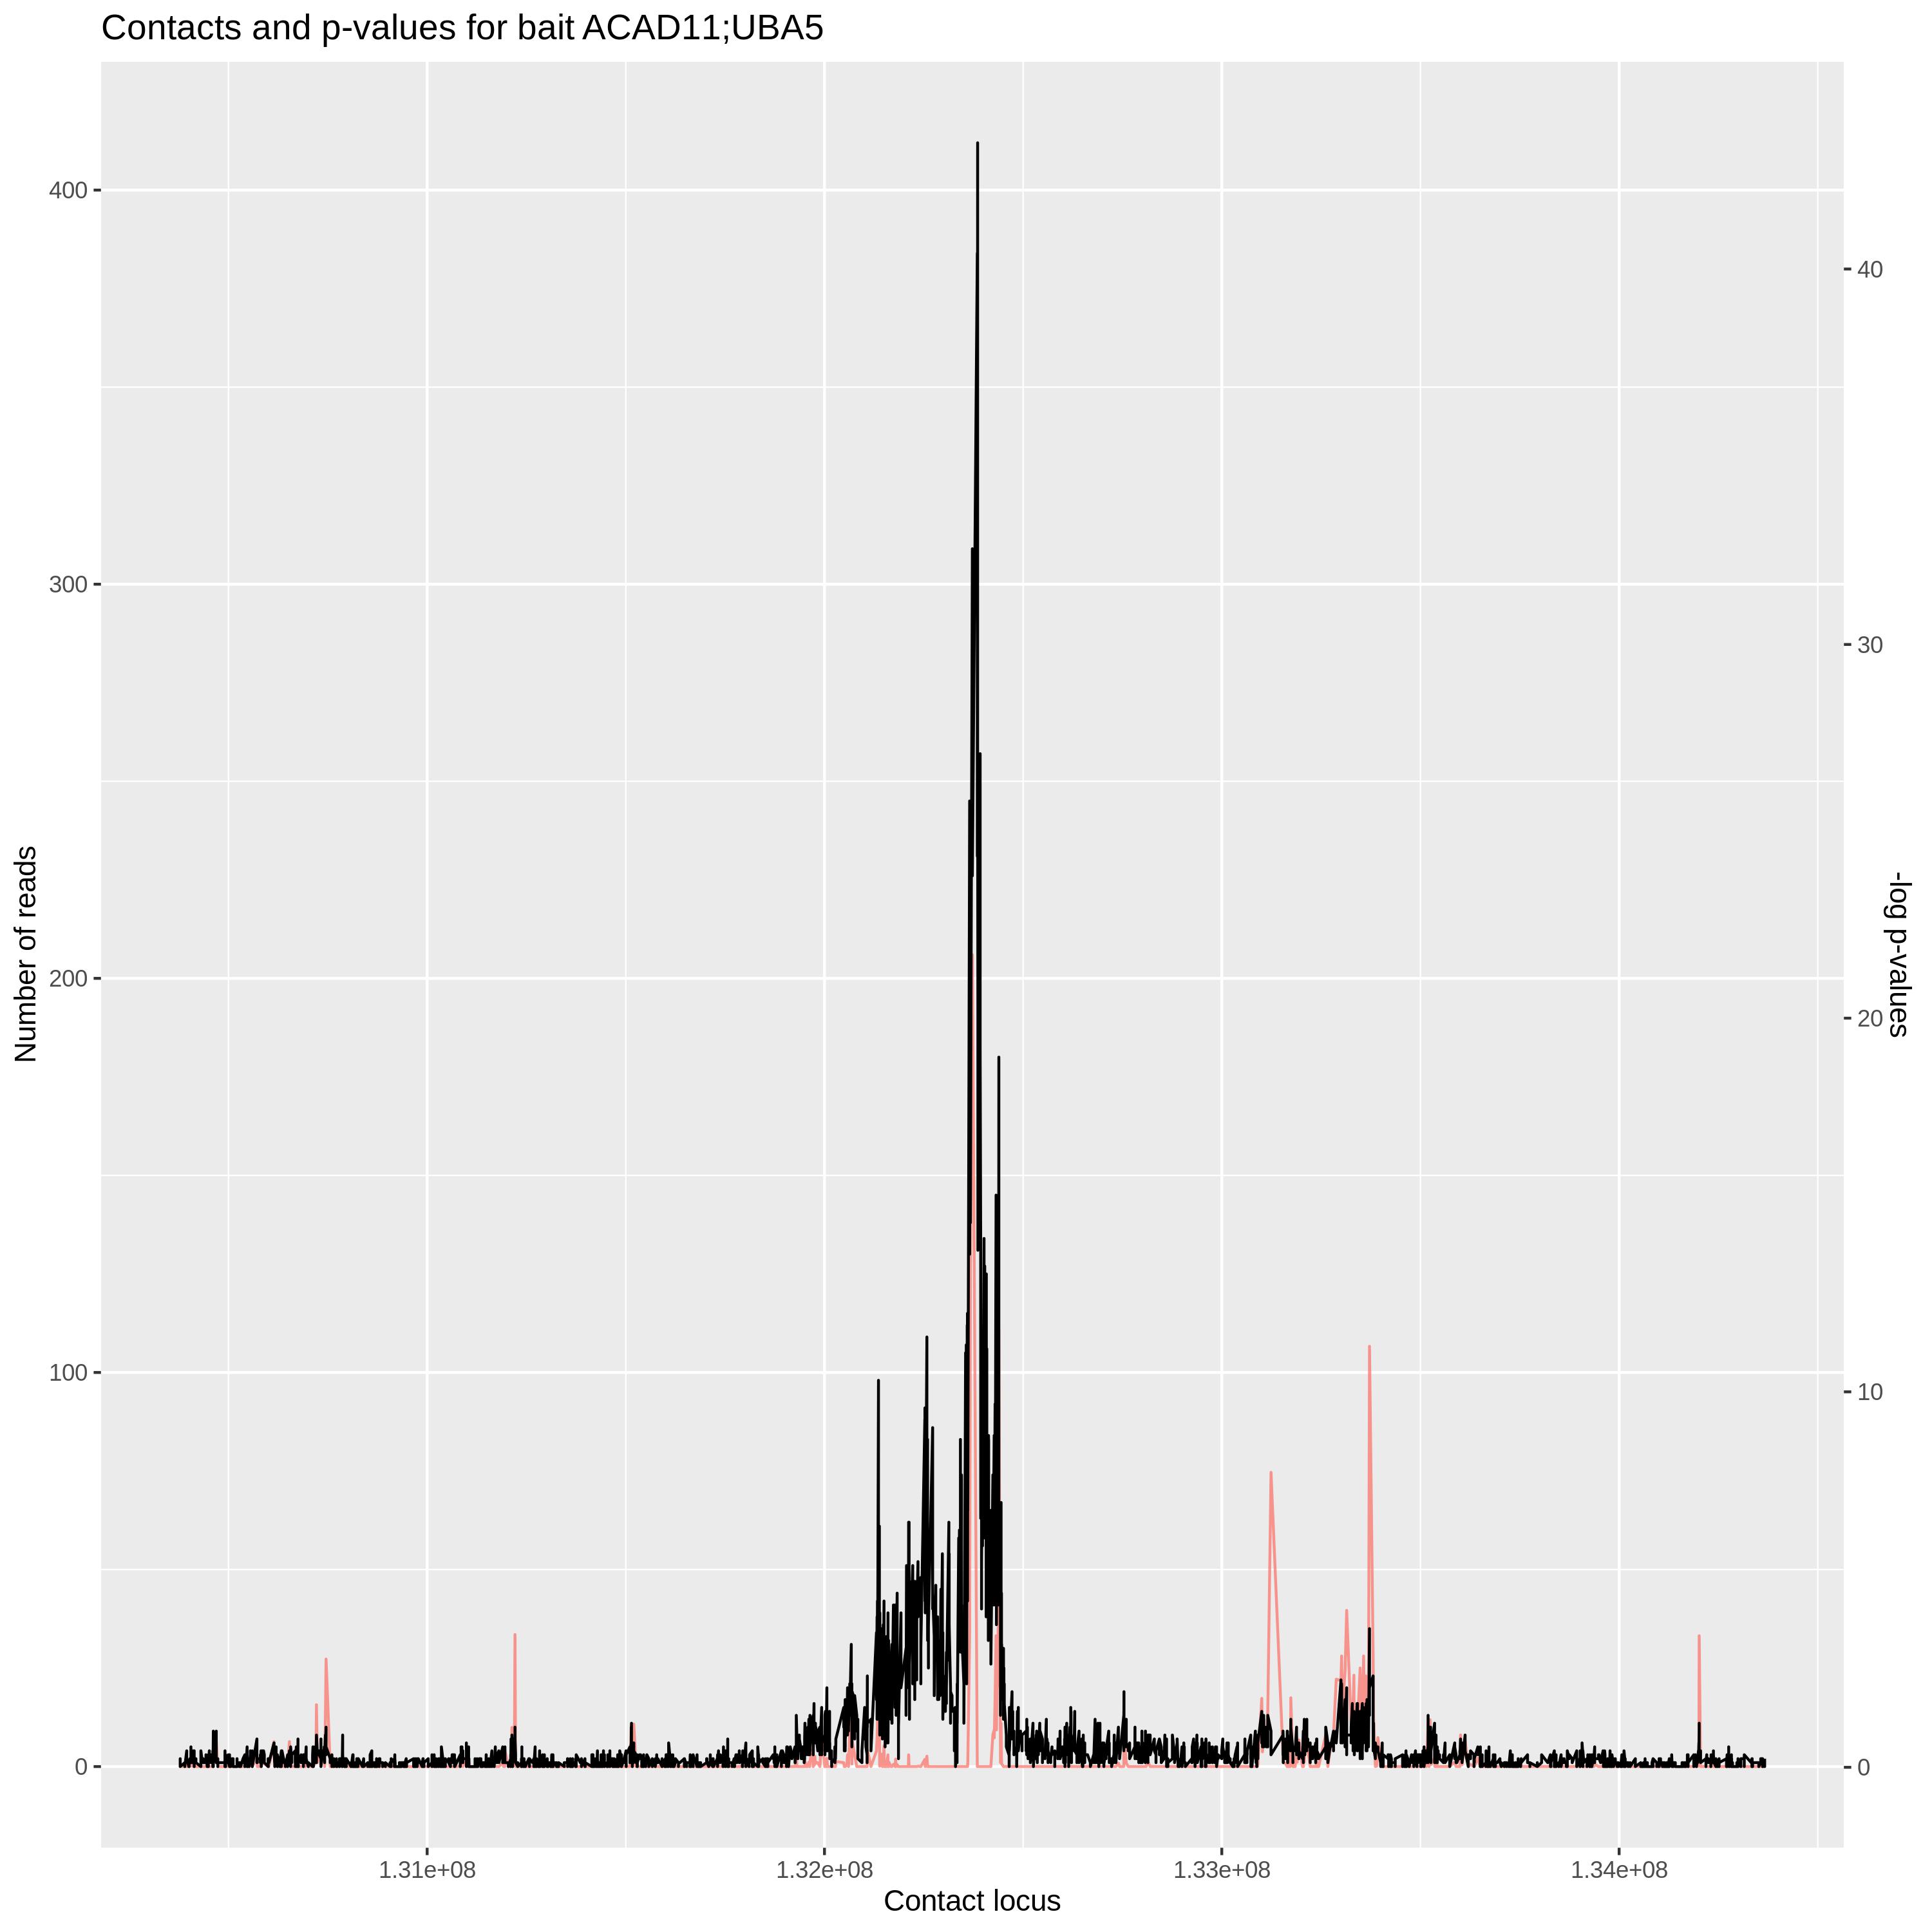 Contacts and p-values for bait ACAD11;UBA5
400
300
200
100
0
Number of reads
40
30
20
10
0
-log p-values
1.31e+08
1.32e+08
1.33e+08
1.34e+08
Contact locus